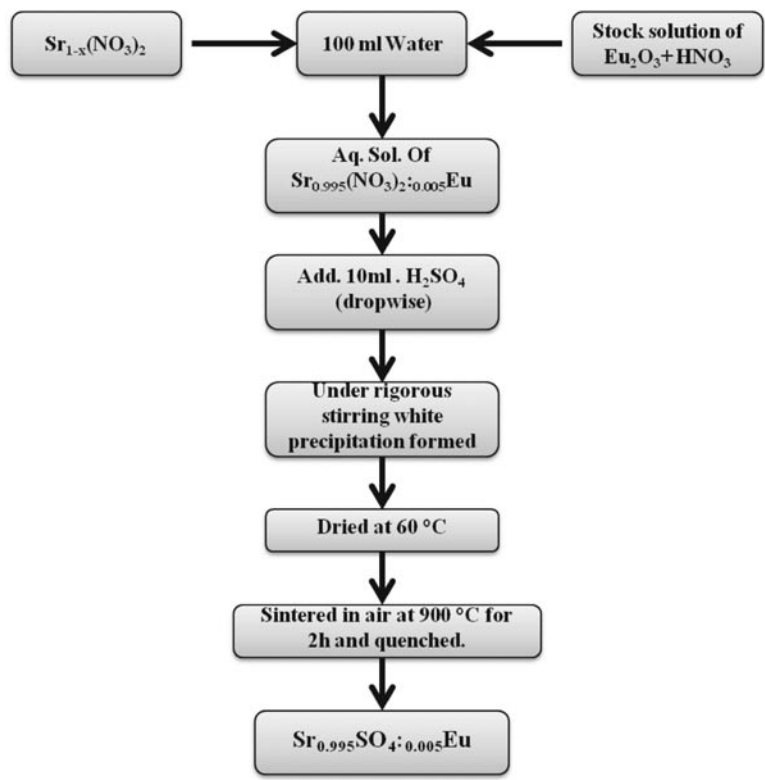 Sr₁₋ₓ(NO₃)₂
100 ml Water
Stock solution of
Eu₂O₃+HNO₃
Aq. Sol. Of
Sr₀.₉₉₅(NO₃)₂:₀.₀₀₅Eu
Add. 10ml . H₂SO₄
(dropwise)
Under rigorous
stirring white
precipitation formed
Dried at 60 °C
Sintered in air at 900 °C for
2h and quenched.
Sr₀.₉₉₅SO₄:₀.₀₀₅Eu